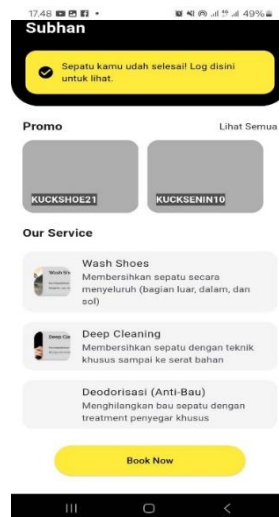 17.48
49%
Subhan
Sepatu kamu udah selesai! Log disini
untuk lihat.
Promo
Lihat Semua
KUCKSHOE21
KUCKSENIN10
Our Service
Wash Shoes
Membersihkan sepatu secara
menyeluruh (bagian luar, dalam, dan
sol)
Deep Cleaning
Membersihkan sepatu dengan teknik
khusus sampai ke serat bahan
Deodorisasi (Anti-Bau)
Menghilangkan bau sepatu dengan
treatment penyegar khusus
Book Now